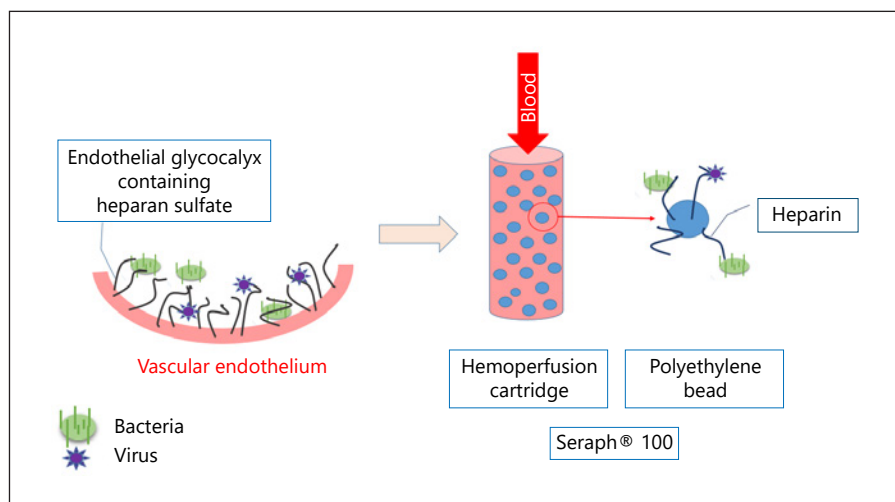 Blood
Endothelial glycocalyx
containing
heparan sulfate
Heparin
Vascular endothelium
Hemoperfusion
cartridge
Polyethylene
bead
Bacteria
Virus
Seraph® 100